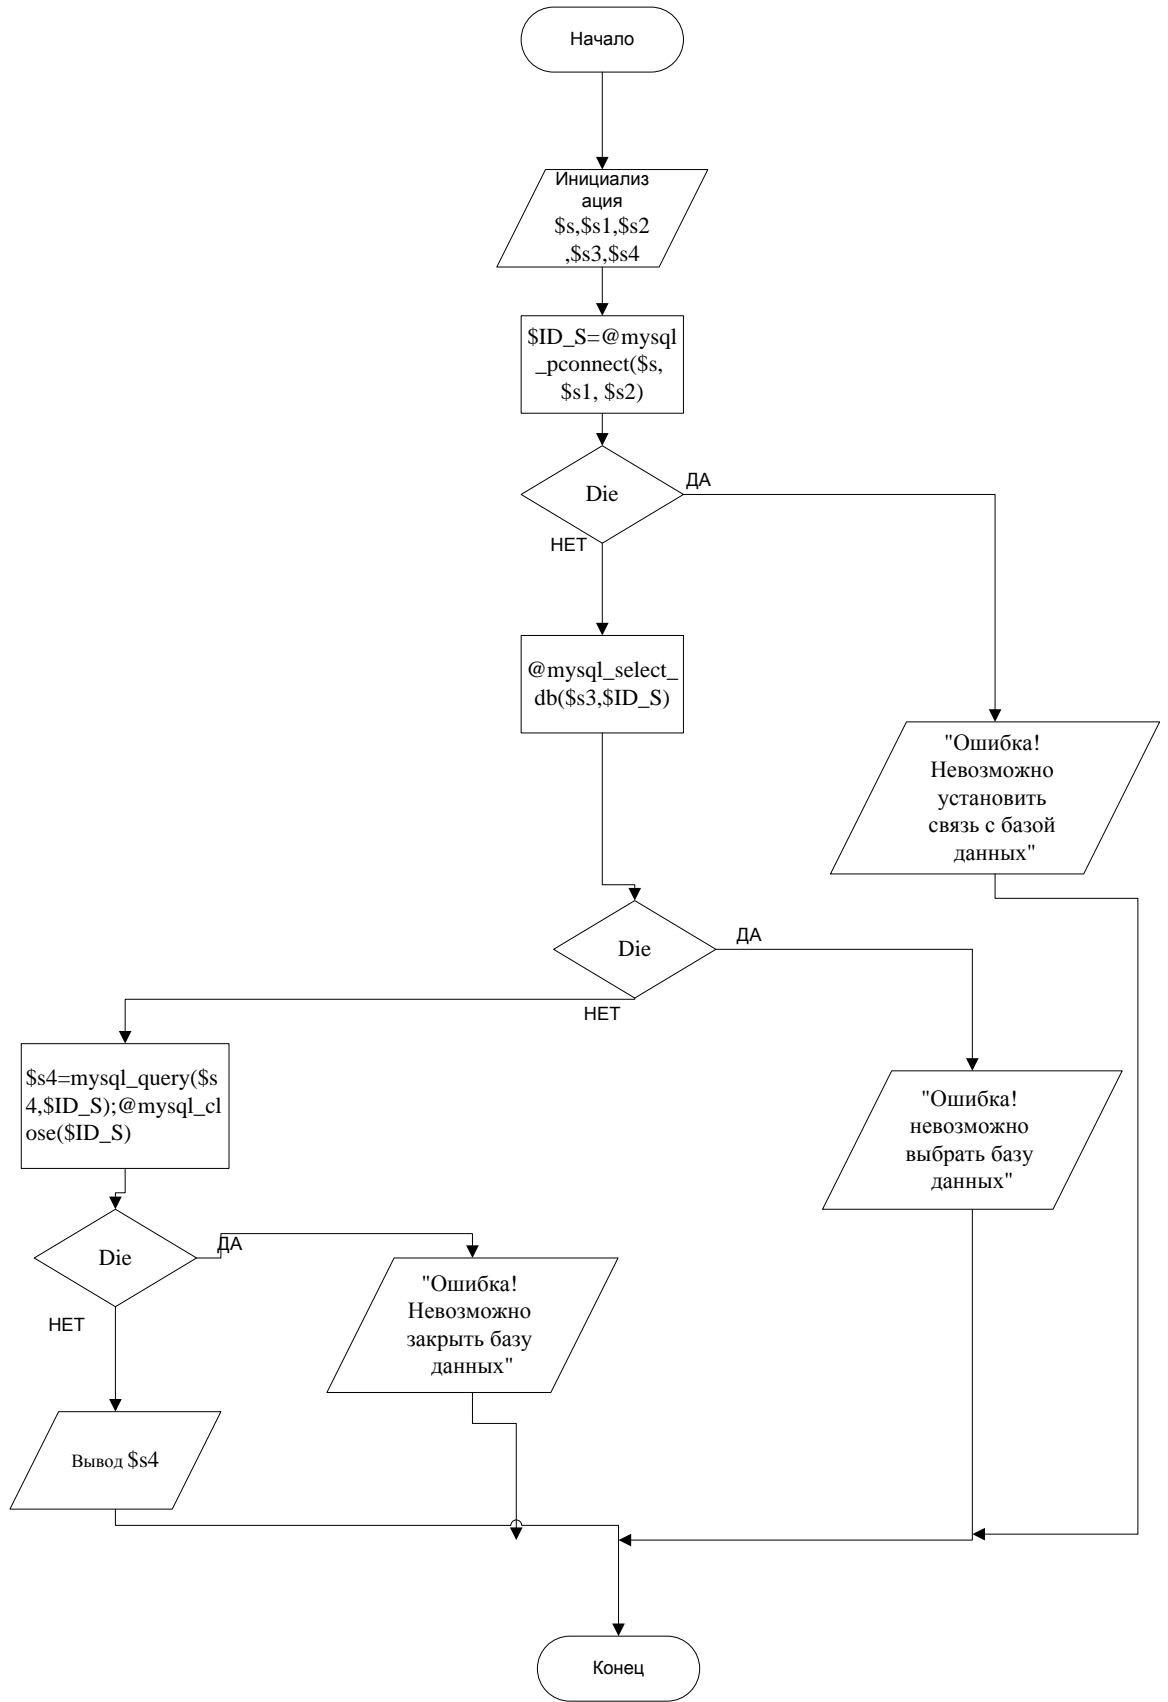 Начало
Инициализ
ация
$s,$s1,$s2
,$s3,$s4
$ID_S=@mysql
_pconnect($s,
$s1, $s2)
Die
ДА
НЕТ
@mysql_select_
db($s3,$ID_S)
"Ошибка!
Невозможно
установить
связь с базой
данных"
Die
ДА
НЕТ
$s4=mysql_query($s
4,$ID_S);@mysql_cl
ose($ID_S)
"Ошибка!
невозможно
выбрать базу
данных"
Die
ДА
НЕТ
"Ошибка!
Невозможно
закрыть базу
данных"
Вывод $s4
Конец